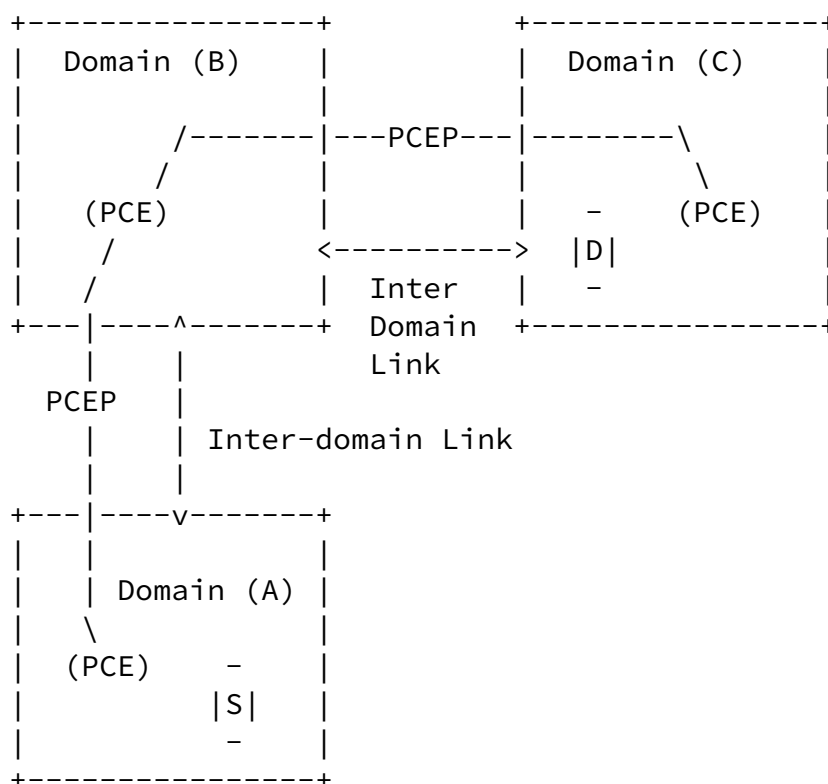 Domain (B) Domain (C)
PCEP
(PCE) (PCE)
|D|
Inter
Domain
Link
PCEP
Inter-domain Link
Domain (A)
(PCE)
|S|